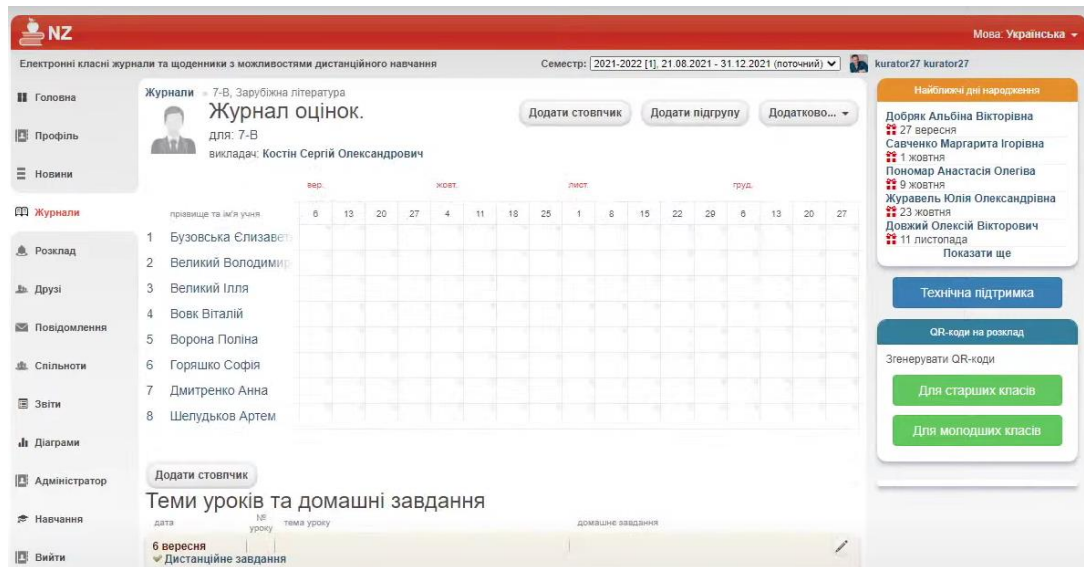 NZ
Мова: Українська
Електронні класні журнали та щоденники з можливостями дистанційного навчання
Семестр: 2021-2022 [1], 21.08.2021 - 31.12.2021 (поточний)
kurator27 kurator27
Головна
Профіль
Новини
Журнали
Розклад
Друзі
Повідомлення
Спільноти
Звіти
Діаграми
Адміністратор
Навчання
Вийти
Журнали » 7-В, Зарубіжна література
Журнал оцінок.
для: 7-В
викладач: Костін Сергій Олександрович
Додати стовпчик
Додати підгрупу
Додатково...
вер. жовт. лист. груд.
прізвище та ім'я учня 6 13 20 27 4 11 18 25 1 8 15 22 29 6 13 20 27
1 Бузовська Єлизавет
2 Великий Володимир
3 Великий Ілля
4 Вовк Віталій
5 Ворона Поліна
6 Горяшко Софія
7 Дмитренко Анна
8 Шелудьков Артем
Додати стовпчик
Теми уроків та домашні завдання
дата № уроку тема уроку домашнє завдання
6 вересня
Дистанційне завдання
Найближчі дні народження
Добряк Альбіна Вікторівна
27 вересня
Савченко Маргарита Ігорівна
1 жовтня
Пономар Анастасія Олегіва
9 жовтня
Журавель Юлія Олександрівна
23 жовтня
Довжий Олексій Вікторович
11 листопада
Показати ще
Технічна підтримка
QR-коди на розклад
Згенерувати QR-коди
Для старших класів
Для молодших класів